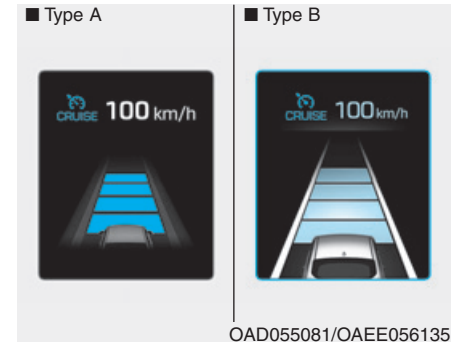 ■ Type A
■ Type B
CRUISE 100 km/h
CRUISE 100 km/h
OAD055081/OAEE056135